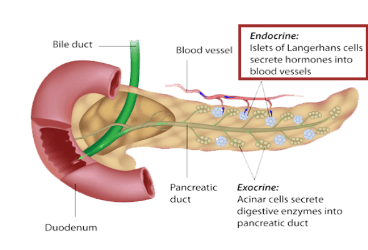 Endocrine:
Islets of Langerhans cells
secrete hormones into
blood vessels
Bile duct
Blood vessel
Pancreatic
duct
Exocrine:
Acinar cells secrete
digestive enzymes into
pancreatic duct
Duodenum